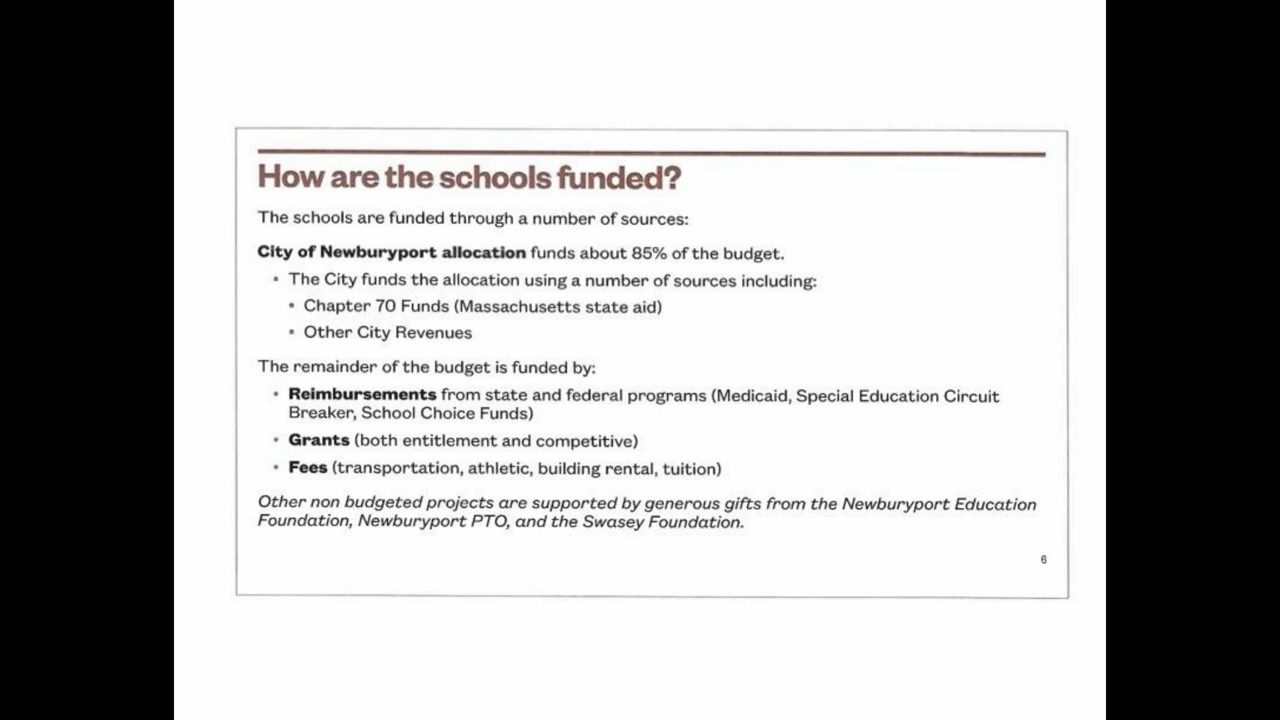 How are the schools funded?
The schools are funded through a number of sources:
City of Newburyport allocation funds about 85% of the budget.
• The City funds the allocation using a number of sources including:
• Chapter 70 Funds (Massachusetts state aid)
• Other City Revenues
The remainder of the budget is funded by:
• Reimbursements from state and federal programs (Medicaid, Special Education Circuit
Breaker, School Choice Funds)
• Grants (both entitlement and competitive)
• Fees (transportation, athletic, building rental, tuition)
Other non budgeted projects are supported by generous gifts from the Newburyport Education
Foundation, Newburyport PTO, and the Swasey Foundation.
6